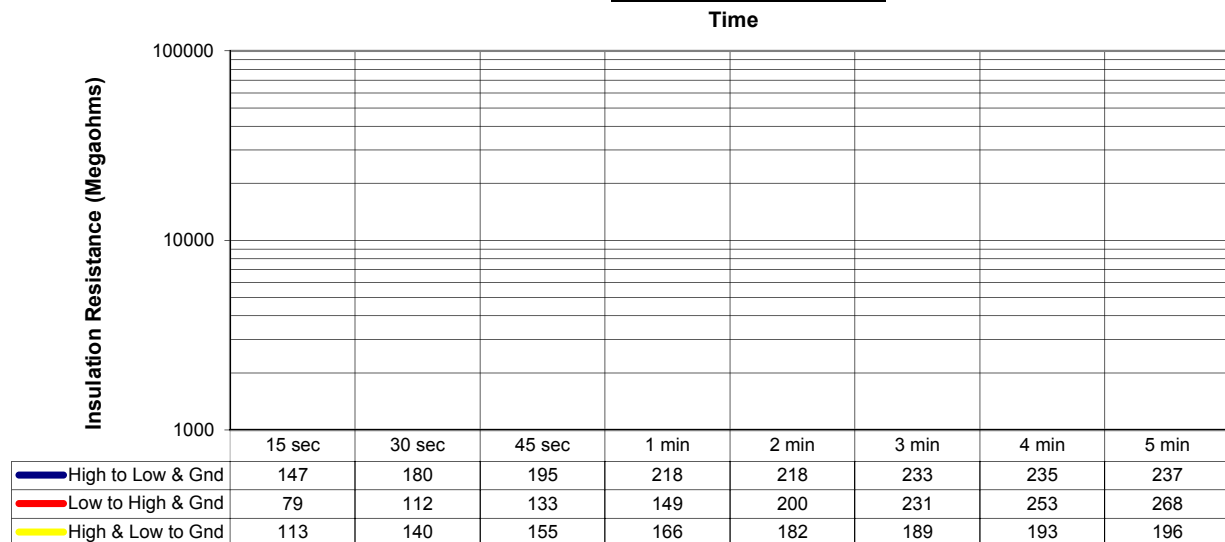 Time
Insulation Resistance (Megaohms)
100000
10000
1000
15 sec 30 sec 45 sec 1 min 2 min 3 min 4 min 5 min
High to Low & Gnd 147 180 195 218 218 233 235 237
Low to High & Gnd 79 112 133 149 200 231 253 268
High & Low to Gnd 113 140 155 166 182 189 193 196